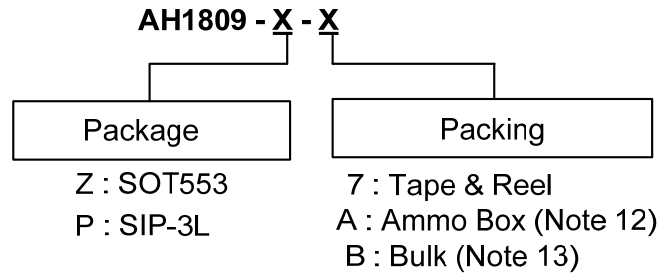 AH1809 - X - X
Package
Packing
Z : SOT553
P : SIP-3L
7 : Tape & Reel
A : Ammo Box (Note 12)
B : Bulk (Note 13)